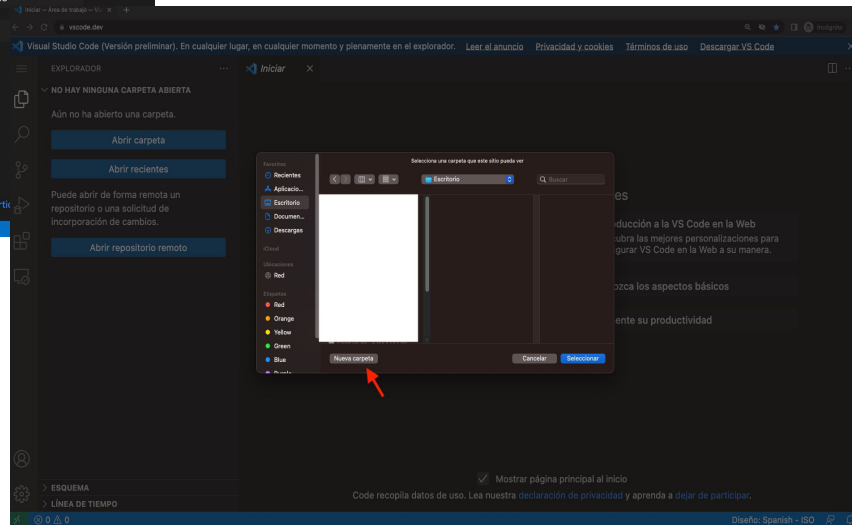 Iniciar — Área de trabajo — Vi
vscode.dev
Incógnito
Visual Studio Code (Versión preliminar). En cualquier lugar, en cualquier momento y plenamente en el explorador. Leer el anuncio Privacidad y cookies Términos de uso Descargar VS Code
EXPLORADOR
Iniciar
NO HAY NINGUNA CARPETA ABIERTA
Aún no ha abierto una carpeta.
Abrir carpeta
Abrir recientes
Puede abrir de forma remota un
repositorio o una solicitud de
incorporación de cambios.
Abrir repositorio remoto
Selecciona una carpeta que este sitio pueda ver
Favoritos
Recientes
Aplicacio...
Escritorio
Documen...
Descargas
iCloud
Ubicaciones
Red
Etiquetas
Red
Orange
Yellow
Green
Blue
Purple
Escritorio
Buscar
Nueva carpeta
Cancelar
Seleccionar
es
ducción a la VS Code en la Web
cubra las mejores personalizaciones para
gurar VS Code en la Web a su manera.
ozca los aspectos básicos
ente su productividad
Mostrar página principal al inicio
Code recopila datos de uso. Lea nuestra declaración de privacidad y aprenda a dejar de participar.
ESQUEMA
LÍNEA DE TIEMPO
0 0
Diseño: Spanish - ISO